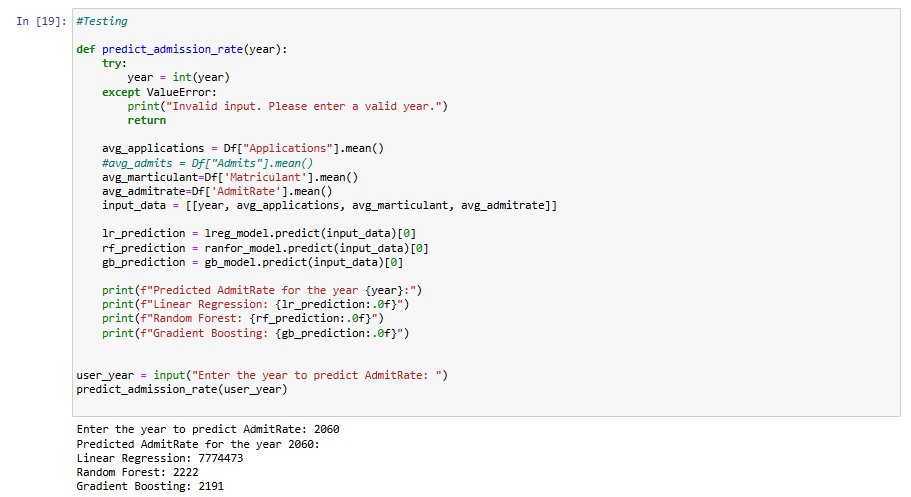 In [19]: #Testing
def predict_admission_rate(year):
try:
year = int(year)
except ValueError:
print("Invalid input. Please enter a valid year.")
return
avg_applications = Df["Applications"].mean()
#avg_admits = Df["Admits"].mean()
avg_marticulant=Df['Matriculant'].mean()
avg_admitrate=Df['AdmitRate'].mean()
input_data = [[year, avg_applications, avg_marticulant, avg_admitrate]]
lr_prediction = lreg_model.predict(input_data)[0]
rf_prediction = ranfor_model.predict(input_data)[0]
gb_prediction = gb_model.predict(input_data)[0]
print(f"Predicted AdmitRate for the year {year}:")
print(f"Linear Regression: {lr_prediction:.0f}")
print(f"Random Forest: {rf_prediction:.0f}")
print(f"Gradient Boosting: {gb_prediction:.0f}")
user_year = input("Enter the year to predict AdmitRate: ")
predict_admission_rate(user_year)
Enter the year to predict AdmitRate: 2060
Predicted AdmitRate for the year 2060:
Linear Regression: 7774473
Random Forest: 2222
Gradient Boosting: 2191